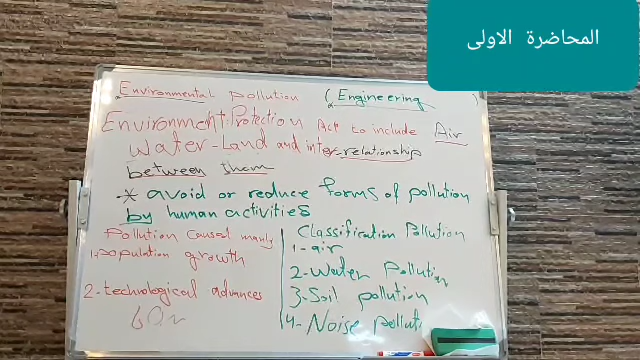 المحاضرة الاولى
Environmental pollution (Engineering )
Environment Protection Act to include Air
Water - Land and inter-relationship
between them
* avoid or reduce forms of pollution
by human activities
Pollution caused mainly
1. population growth
2- technological advances
Classification Pollution
1- air
2- Water Pollution
3- Soil pollution
4- Noise polluti